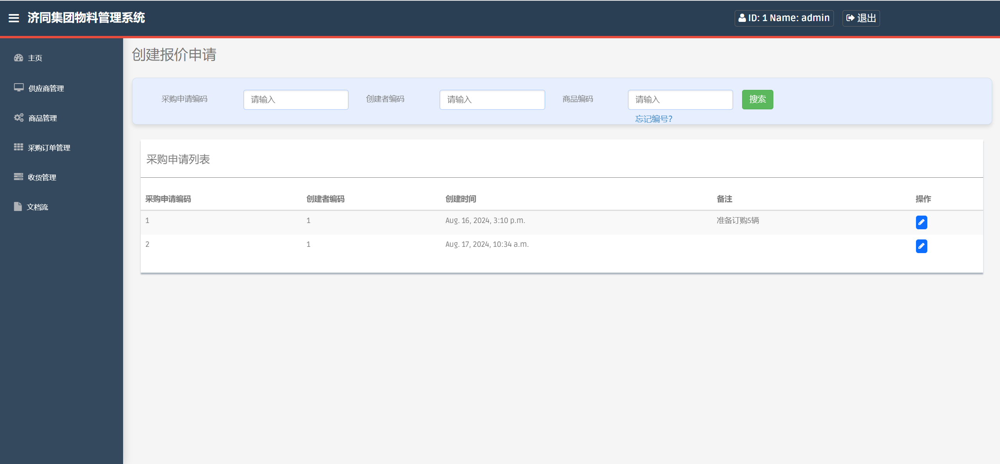 济同集团物料管理系统
ID: 1 Name: admin
退出
主页
供应商管理
商品管理
采购订单管理
收货管理
文档流
创建报价申请
采购申请编码 请输入 创建者编码 请输入 商品编码 请输入 搜索
忘记编号?
采购申请列表
采购申请编码 创建者编码 创建时间 备注 操作
1 1 Aug. 16, 2024, 3:10 p.m. 准备订购5辆
2 1 Aug. 17, 2024, 10:34 a.m.